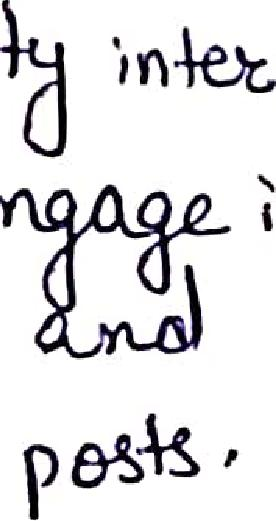 ty inter
ngage i
and
posts.